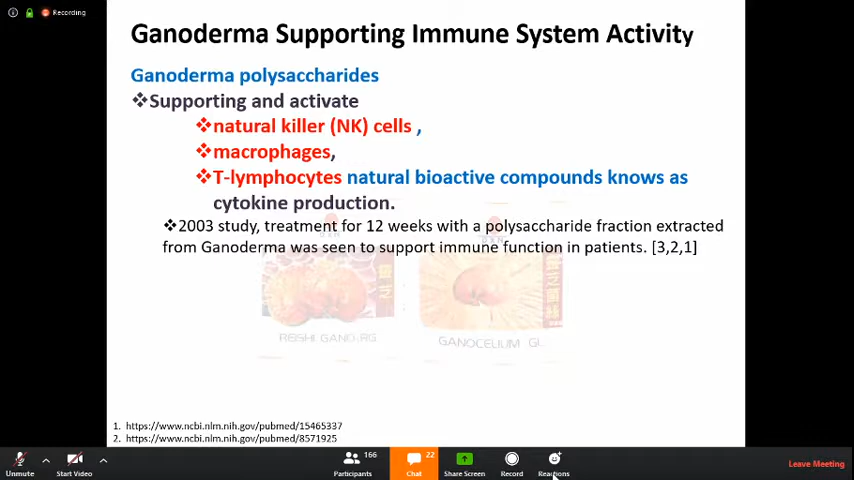 Recording
Ganoderma Supporting Immune System Activity
Ganoderma polysaccharides
❖Supporting and activate
❖natural killer (NK) cells ,
❖macrophages,
❖T-lymphocytes natural bioactive compounds knows as
cytokine production.
❖2003 study, treatment for 12 weeks with a polysaccharide fraction extracted
from Ganoderma was seen to support immune function in patients. [3,2,1]
靈芝
REISHI GANO
GANOCELIUM
1. https://www.ncbi.nlm.nih.gov/pubmed/15465337
2. https://www.ncbi.nlm.nih.gov/pubmed/8571925
166
22
Unmute
Start Video
Participants
Chat
Share Screen
Record
Reactions
Leave Meeting